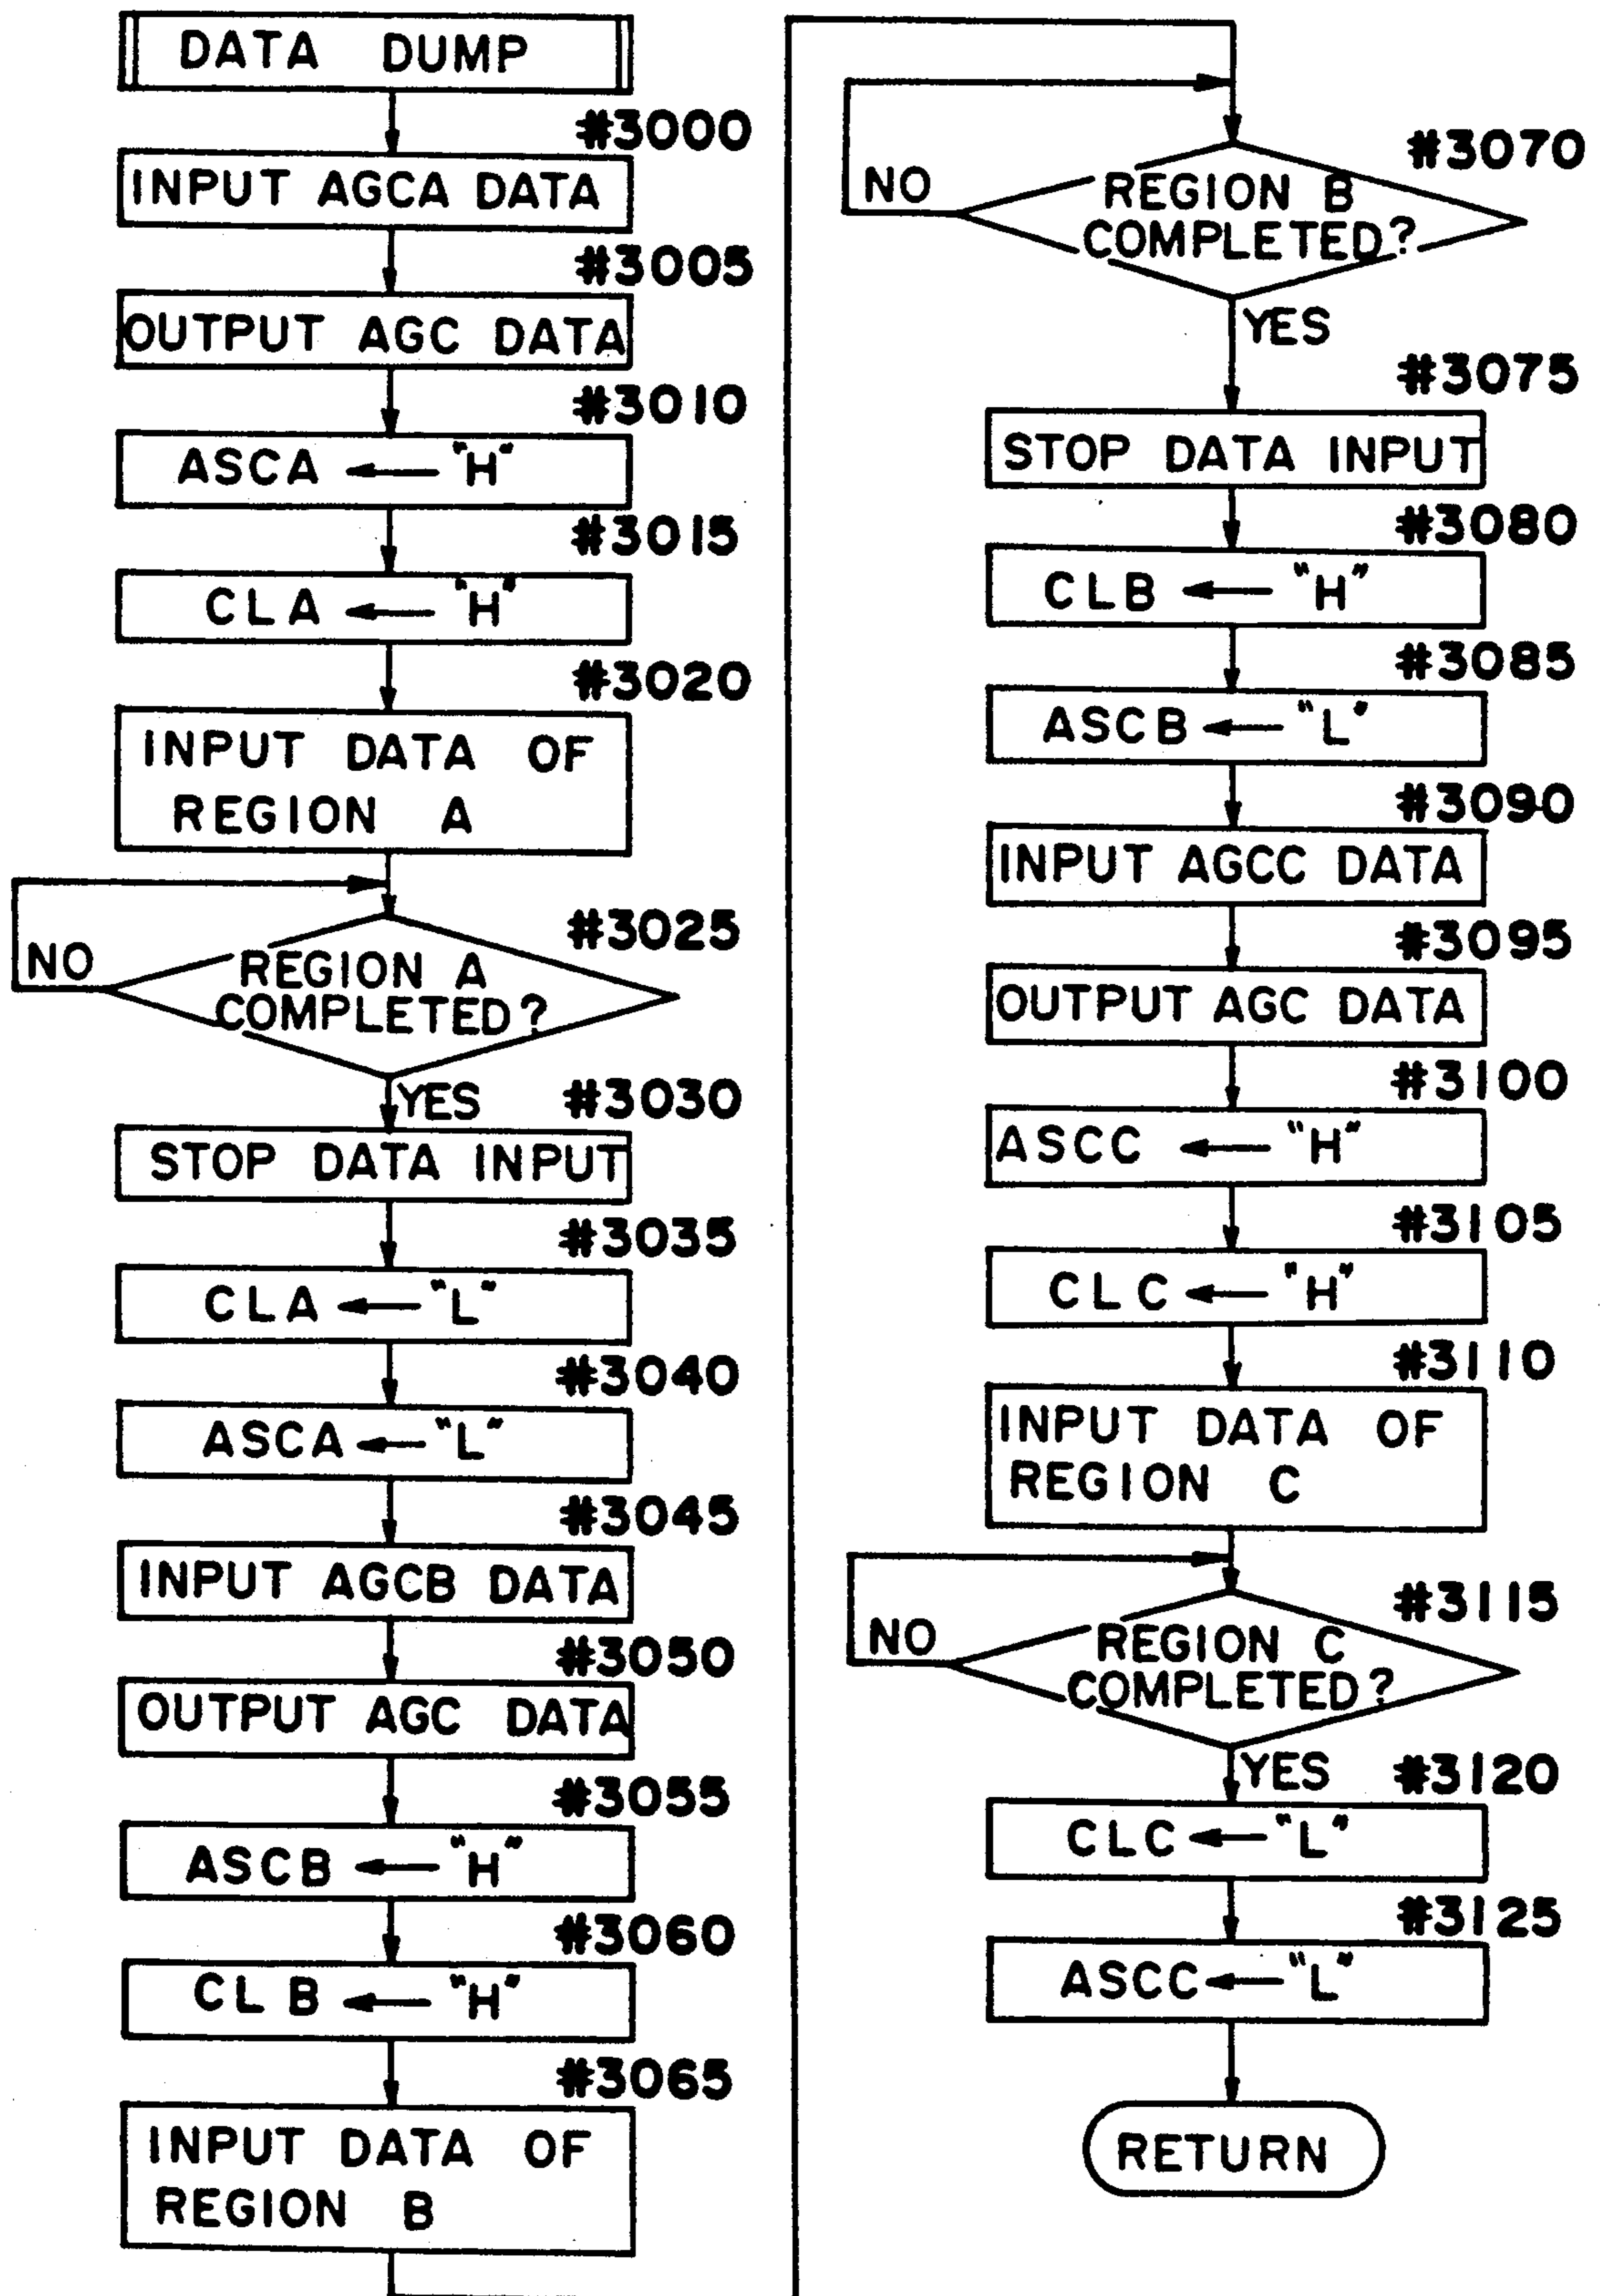 DATA DUMP
#3000
INPUT AGCA DATA
#3005
OUTPUT AGC DATA
#3010
ASCA ← "H"
#3015
CLA ← "H"
#3020
INPUT DATA OF
REGION A
#3025
NO
REGION A
COMPLETED?
YES
#3030
STOP DATA INPUT
#3035
CLA ← "L"
#3040
ASCA ← "L"
#3045
INPUT AGCB DATA
#3050
OUTPUT AGC DATA
#3055
ASCB ← "H"
#3060
CLB ← "H"
#3065
INPUT DATA OF
REGION B
#3070
NO
REGION B
COMPLETED?
YES
#3075
STOP DATA INPUT
#3080
CLB ← "H"
#3085
ASCB ← "L"
#3090
INPUT AGCC DATA
#3095
OUTPUT AGC DATA
#3100
ASCC ← "H"
#3105
CLC ← "H"
#3110
INPUT DATA OF
REGION C
#3115
NO
REGION C
COMPLETED?
YES
#3120
CLC ← "L"
#3125
ASCC ← "L"
RETURN